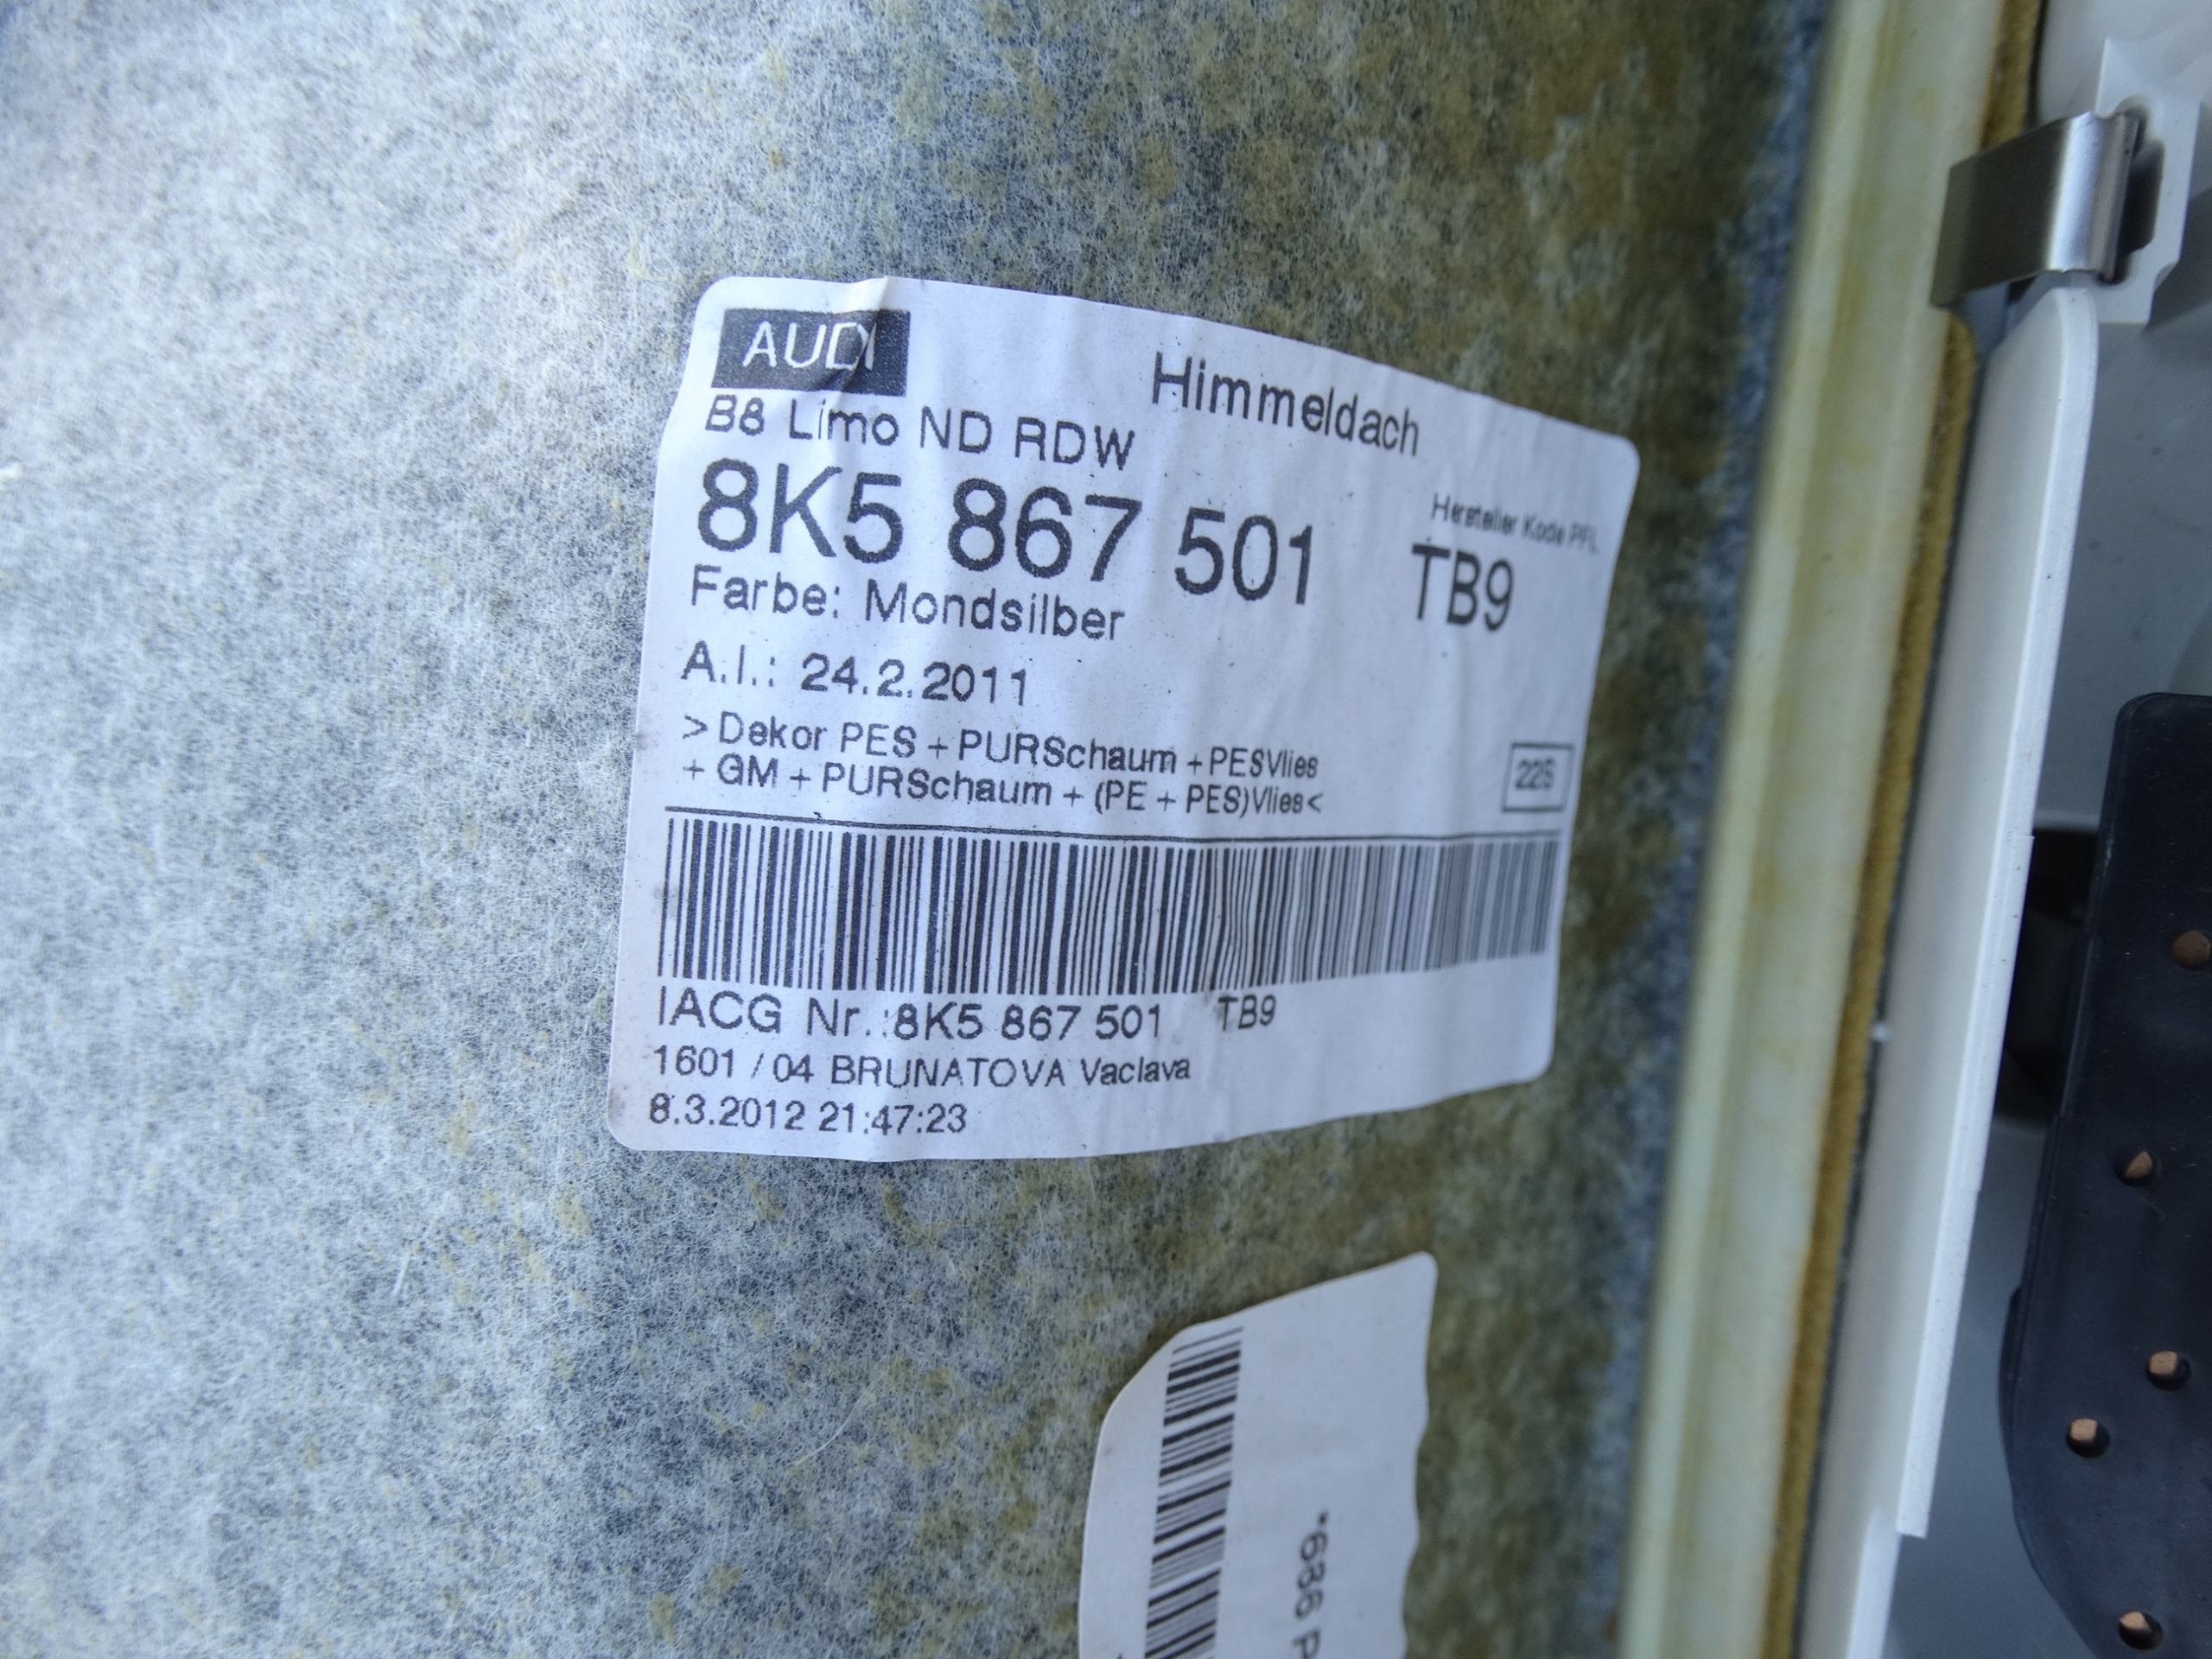 AUDI
Himmeldach
B8 Limo ND RDW
8K5 867 501
Hersteller Kode PFL
TB9
Farbe: Mondsilber
A.I.: 24.2.2011
>Dekor PES + PURSchaum + PESVlies
+ GM + PURSchaum + (PE + PES)Vlies<
225
IACG Nr.:8K5 867 501 TB9
1601 / 04 BRUNATOVA Vaclava
8.3.2012 21:47:23
*686 P